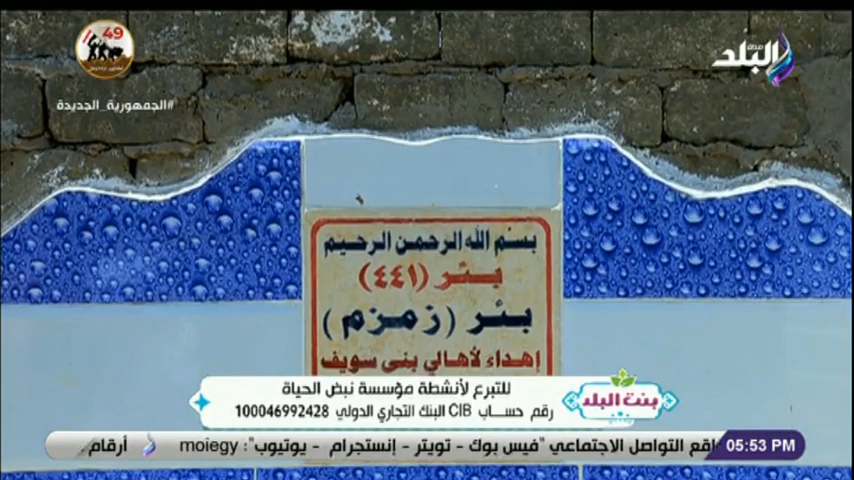 49
صدى
البلد
#الجمهورية_الجديدة
بسم الله الرحمن الرحيم
بئر (٤٤١)
بئر (زمزم)
إهداء لأهالي بنى سويف
بنت البلد
للتبرع لأنشطة مؤسسة نبض الحياة
رقم حساب CIB البنك التجاري الدولي 100046992428
05:53 PM
التواصل الاجتماعي "فيس بوك - تويتر - إنستجرام - يوتيوب": moiegy
أرقام